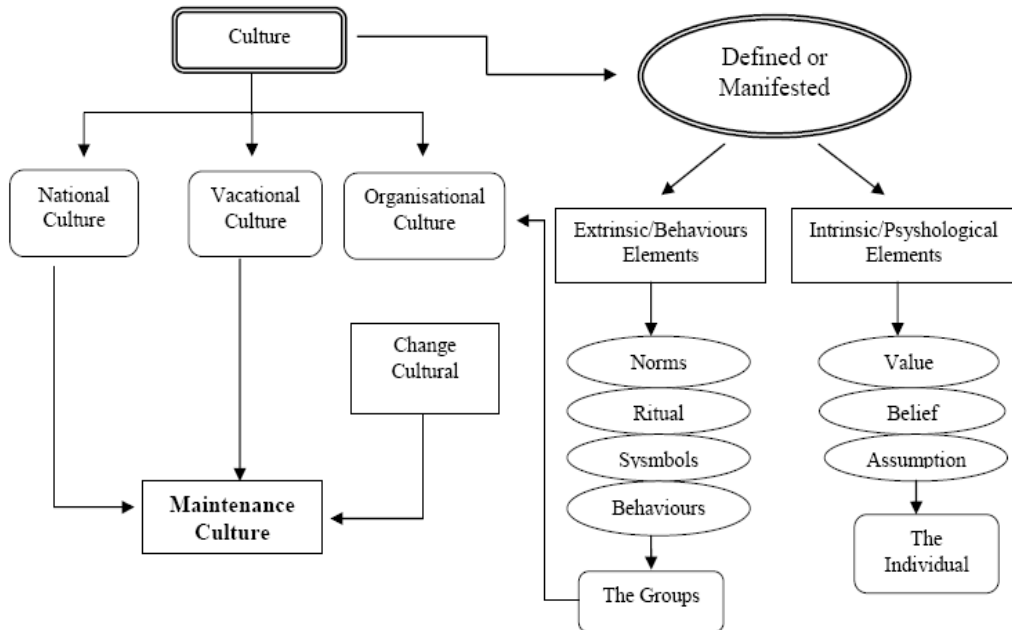 Culture
Defined or
Manifested
National
Culture
Vacational
Culture
Organisational
Culture
Extrinsic/Behaviours
Elements
Intrinsic/Psyshological
Elements
Change
Cultural
Norms
Ritual
Sysmbols
Behaviours
Value
Belief
Assumption
Maintenance
Culture
The Groups
The
Individual